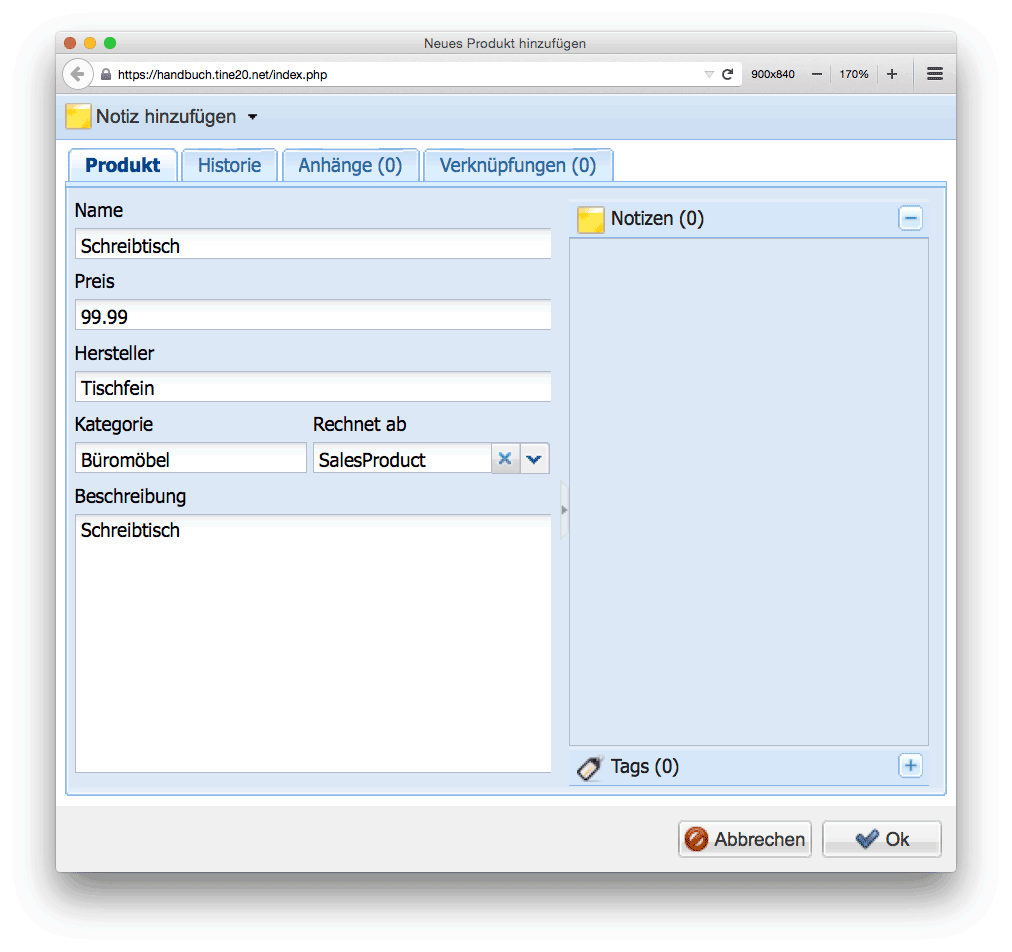 Neues Produkt hinzufügen
https://handbuch.tine20.net/index.php 900x840 170%
Notiz hinzufügen
Produkt Historie Anhänge (0) Verknüpfungen (0)
Name
Schreibtisch
Preis
99.99
Hersteller
Tischfein
Kategorie Rechnet ab
Büromöbel SalesProduct
Beschreibung
Schreibtisch
Notizen (0)
Tags (0)
Abbrechen Ok